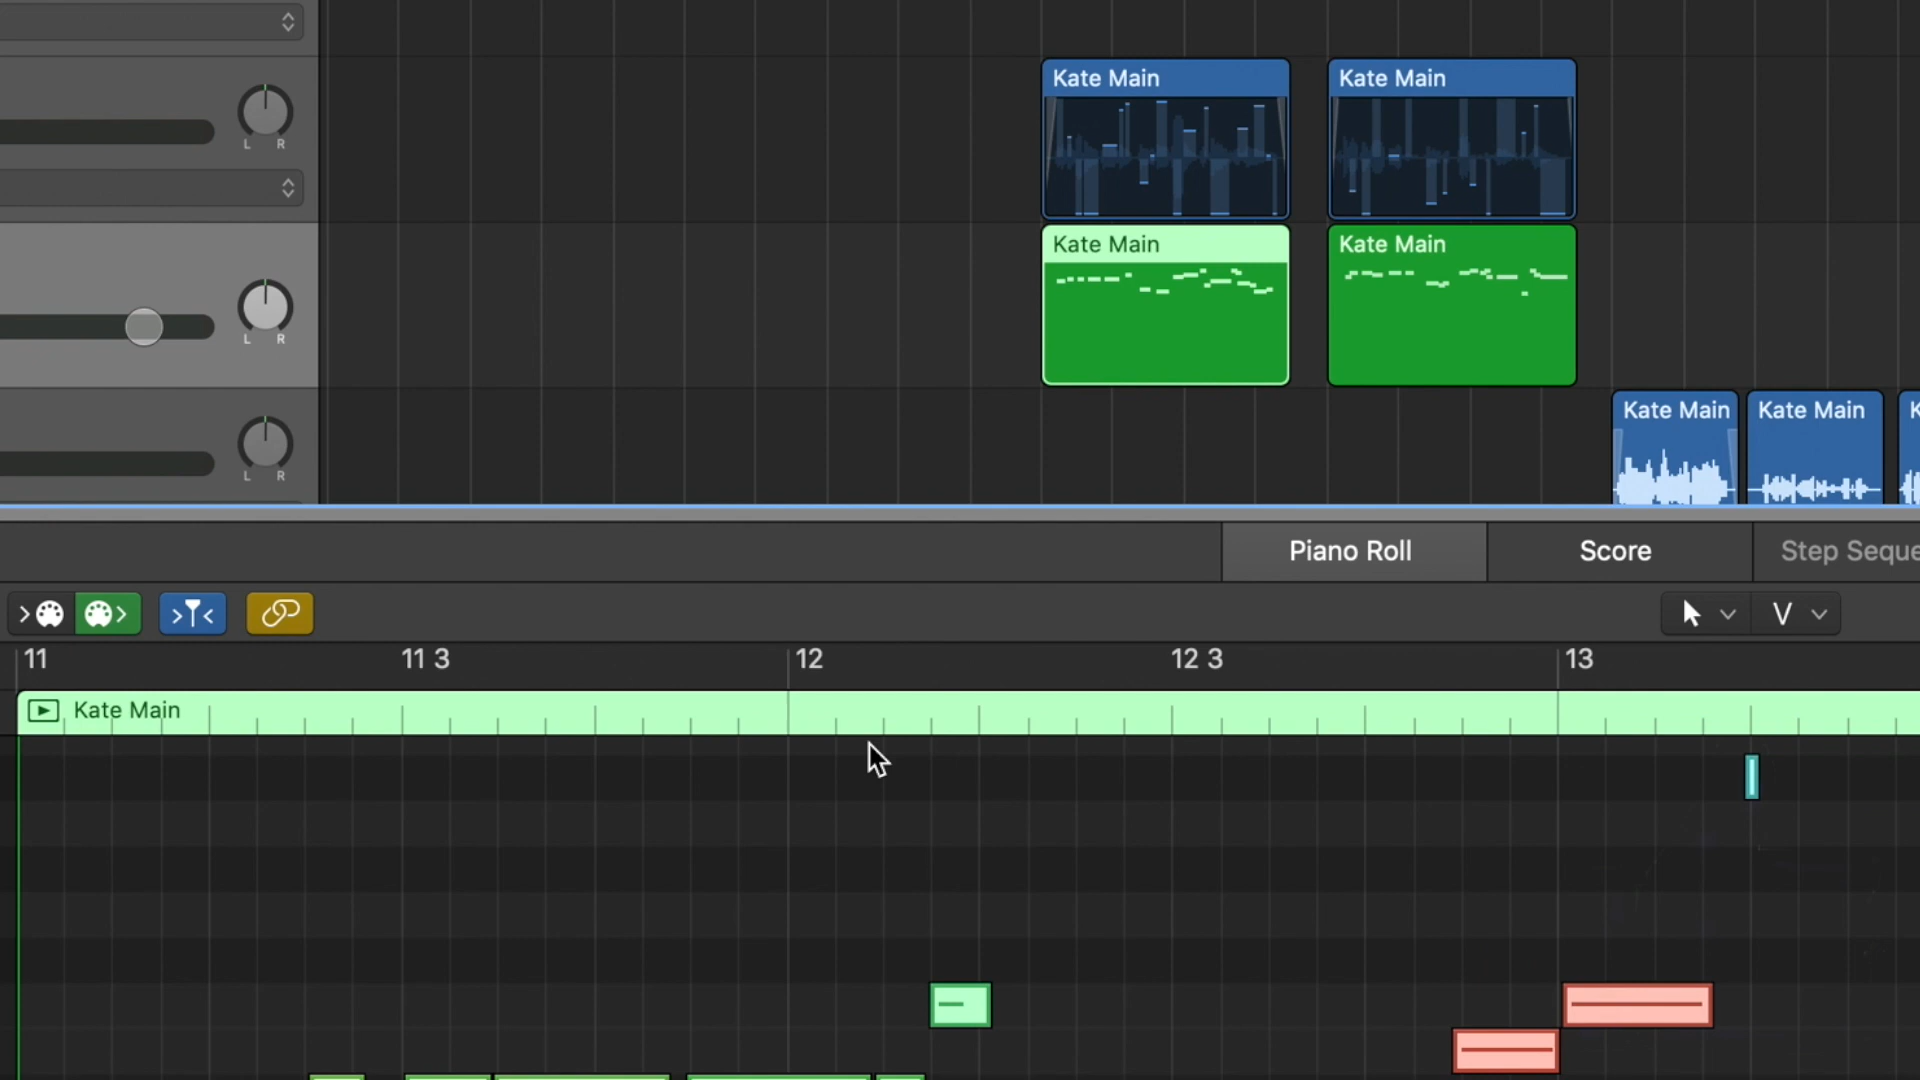 L R
Kate Main Kate Main
Kate Main Kate Main
L R
Kate Main Kate Main K
L R
Piano Roll Score Step Seque
11 11 3 12 12 3 13
Kate Main